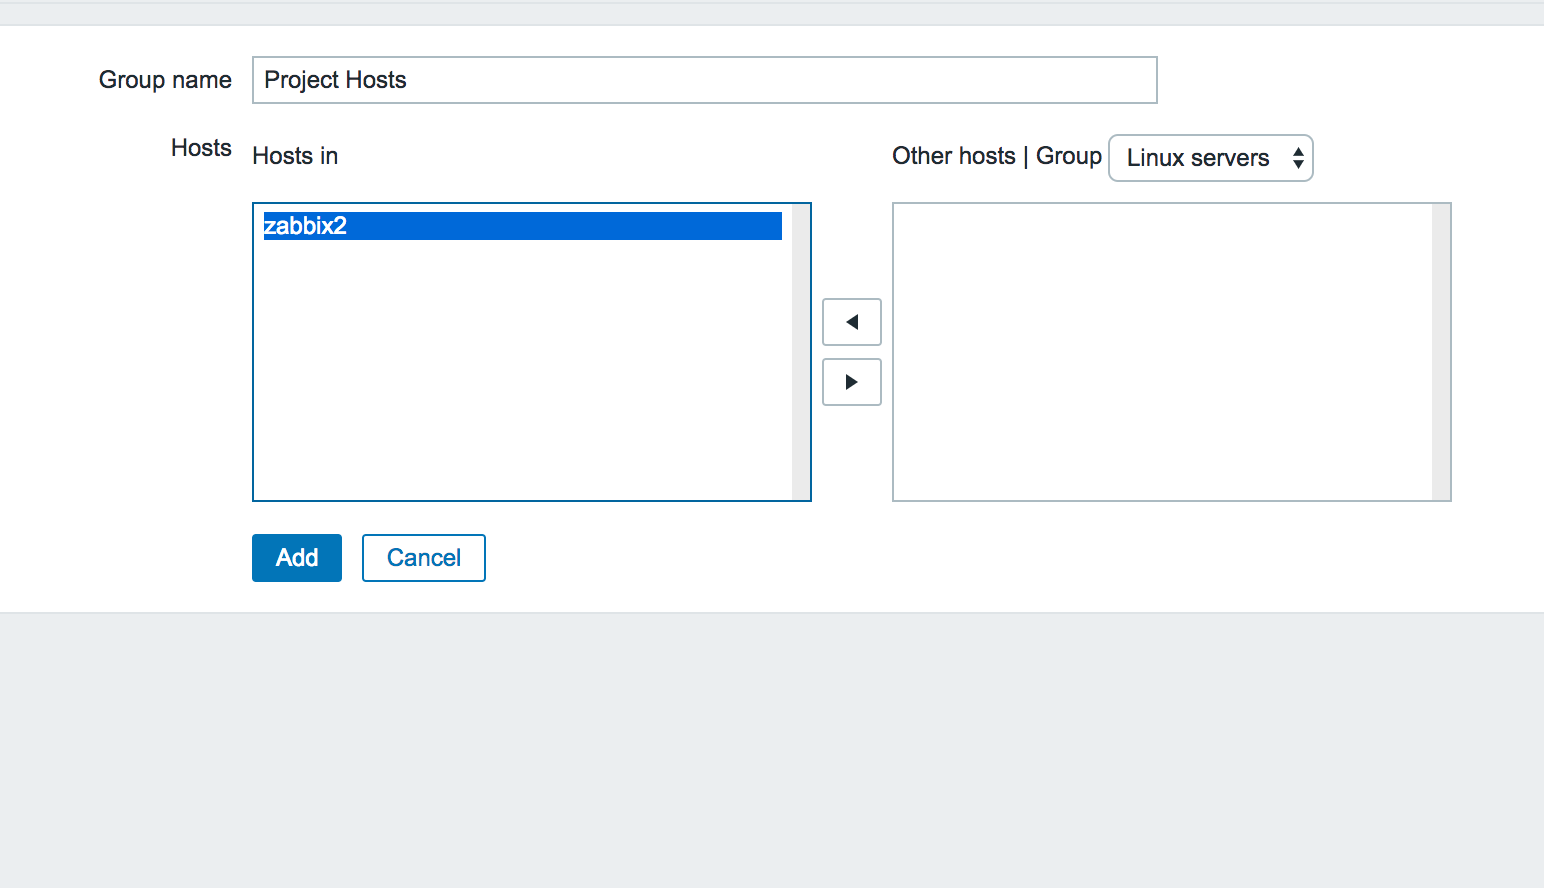 Group name Project Hosts
Hosts Hosts in Other hosts | Group Linux servers
zabbix2
Add Cancel